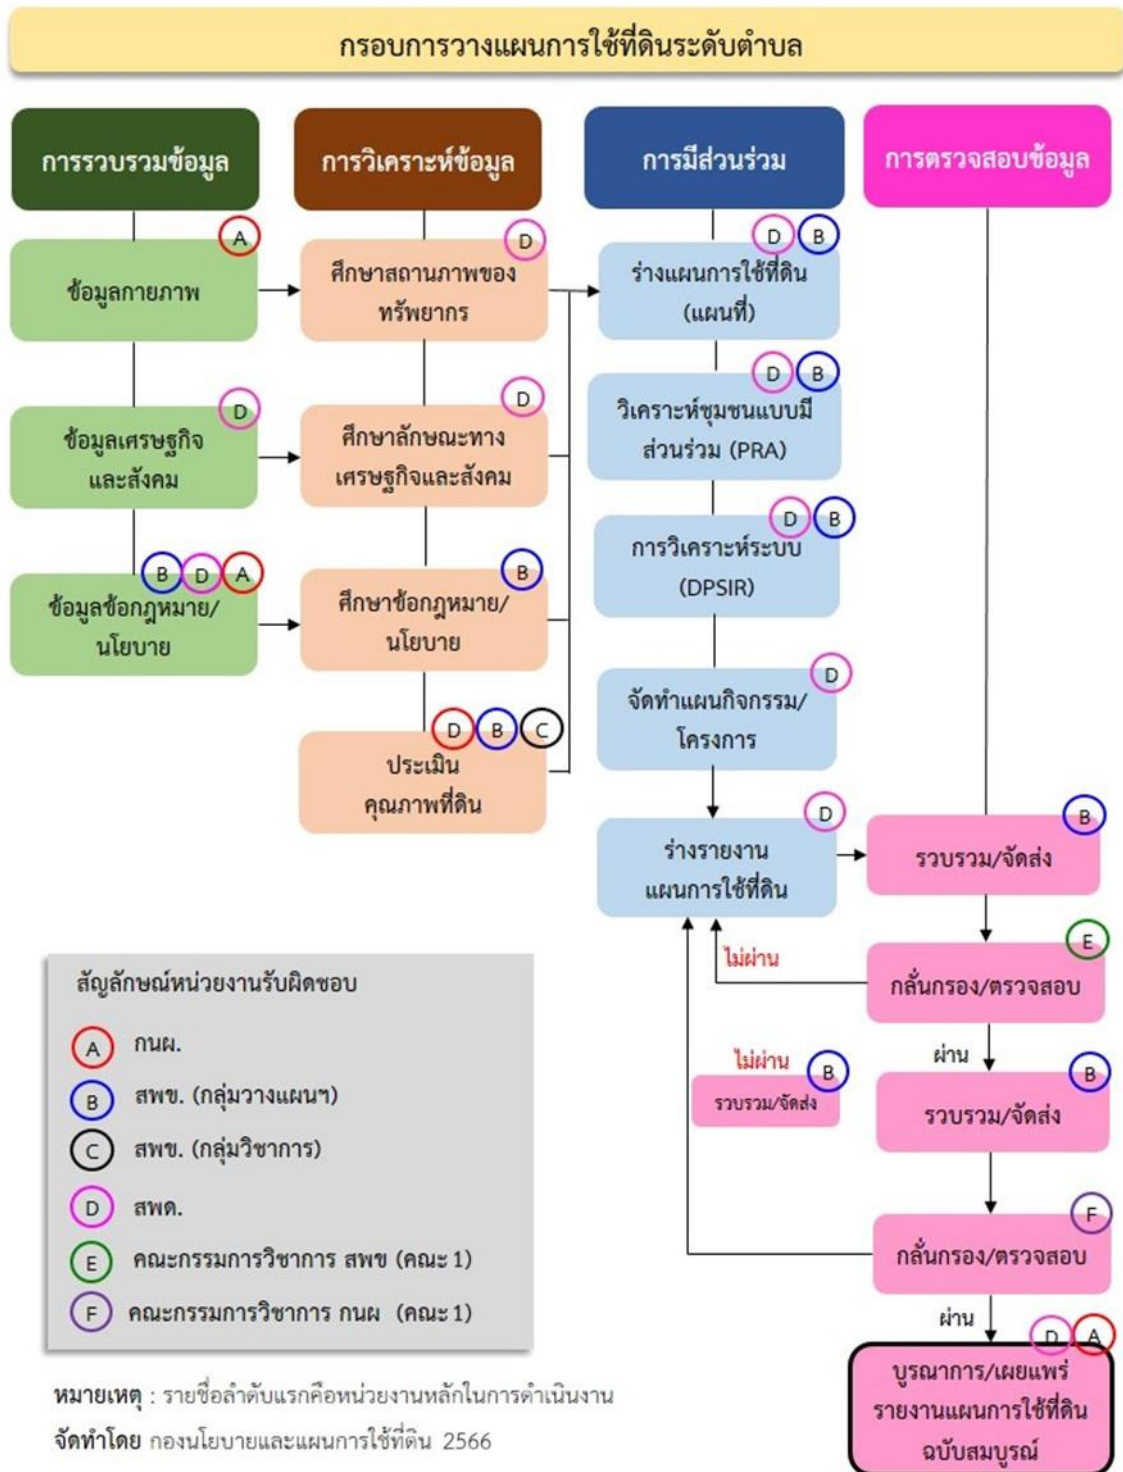 กรอบการวางแผนการใช้ที่ดินระดับตำบล
การรวบรวมข้อมูล
A
ข้อมูลกายภาพ
D
ข้อมูลเศรษฐกิจ
และสังคม
B D A
ข้อมูลข้อกฎหมาย/
นโยบาย
การวิเคราะห์ข้อมูล
D
ศึกษาสถานภาพของ
ทรัพยากร
D
ศึกษาลักษณะทาง
เศรษฐกิจและสังคม
B
ศึกษาข้อกฎหมาย/
นโยบาย
D B C
ประเมิน
คุณภาพที่ดิน
การมีส่วนร่วม
D B
ร่างแผนการใช้ที่ดิน
(แผนที่)
D B
วิเคราะห์ชุมชนแบบมี
ส่วนร่วม (PRA)
D B
การวิเคราะห์ระบบ
(DPSIR)
D
จัดทำแผนกิจกรรม/
โครงการ
D
ร่างรายงาน
แผนการใช้ที่ดิน
การตรวจสอบข้อมูล
B
รวบรวม/จัดส่ง
E
กลั่นกรอง/ตรวจสอบ
ไม่ผ่าน
ผ่าน
B
รวบรวม/จัดส่ง
F
กลั่นกรอง/ตรวจสอบ
ไม่ผ่าน
B
รวบรวม/จัดส่ง
ผ่าน
D A
บูรณาการ/เผยแพร่
รายงานแผนการใช้ที่ดิน
ฉบับสมบูรณ์
สัญลักษณ์หน่วยงานรับผิดชอบ
A กนผ.
B สพข. (กลุ่มวางแผนฯ)
C สพข. (กลุ่มวิชาการ)
D สพด.
E คณะกรรมการวิชาการ สพข (คณะ 1)
F คณะกรรมการวิชาการ กนผ (คณะ 1)
หมายเหตุ : รายชื่อลำดับแรกคือหน่วยงานหลักในการดำเนินงาน
จัดทำโดย กองนโยบายและแผนการใช้ที่ดิน 2566